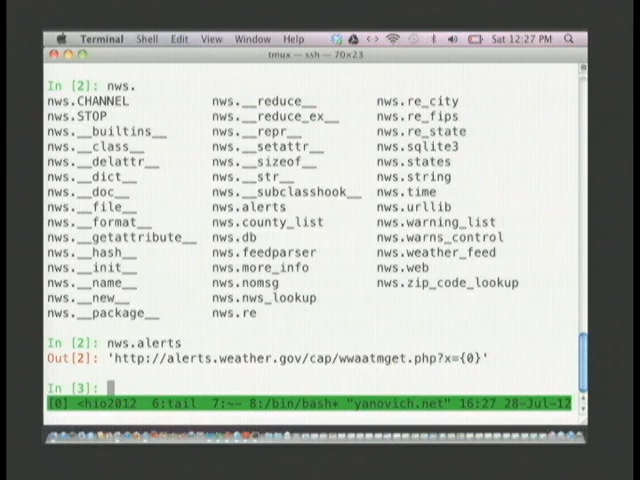 Terminal Shell Edit View Window Help Sat 12:27 PM
tmux — ssh — 70×23
In [2]: nws.
nws.CHANNEL nws.__reduce__ nws.re_city
nws.STOP nws.__reduce_ex__ nws.re_fips
nws.__builtins__ nws.__repr__ nws.re_state
nws.__class__ nws.__setattr__ nws.sqlite3
nws.__delattr__ nws.__sizeof__ nws.states
nws.__dict__ nws.__str__ nws.string
nws.__doc__ nws.__subclasshook__ nws.time
nws.__file__ nws.alerts nws.urllib
nws.__format__ nws.county_list nws.warning_list
nws.__getattribute__ nws.db nws.warns_control
nws.__hash__ nws.feedparser nws.weather_feed
nws.__init__ nws.more_info nws.web
nws.__name__ nws.nomsg nws.zip_code_lookup
nws.__new__ nws.nws_lookup
nws.__package__ nws.re
In [2]: nws.alerts
Out[2]: 'http://alerts.weather.gov/cap/wwaatmget.php?x={0}'
In [3]:
[0] <hio2012 6:tail 7:~- 8:/bin/bash* "yanovich.net" 16:27 28-Jul-12